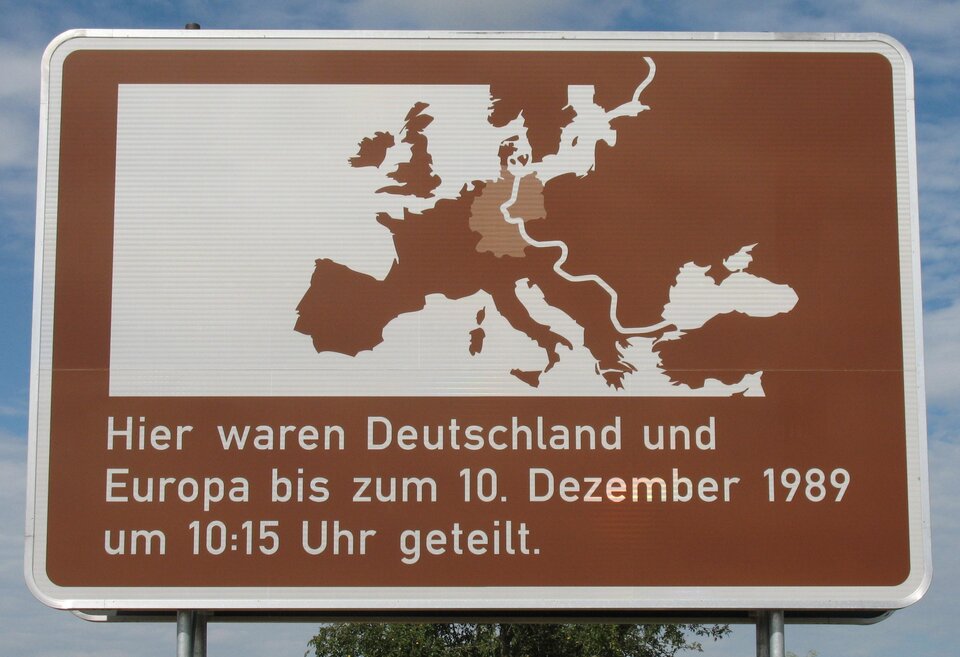 Hier waren Deutschland und
Europa bis zum 10. Dezember 1989
um 10:15 Uhr geteilt.